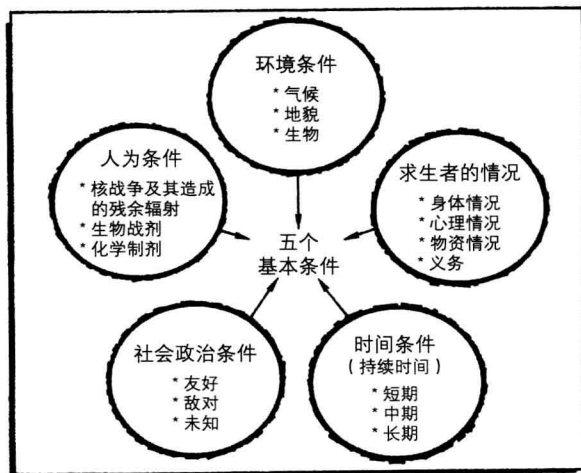 环境条件
* 气候
* 地貌
* 生物
人为条件
* 核战争及其造成
的残余辐射
* 生物战剂
* 化学制剂
求生者的情况
* 身体情况
* 心理情况
* 物资情况
* 义务
五个
基本条件
社会政治条件
* 友好
* 敌对
* 未知
时间条件
(持续时间)
* 短期
* 中期
* 长期